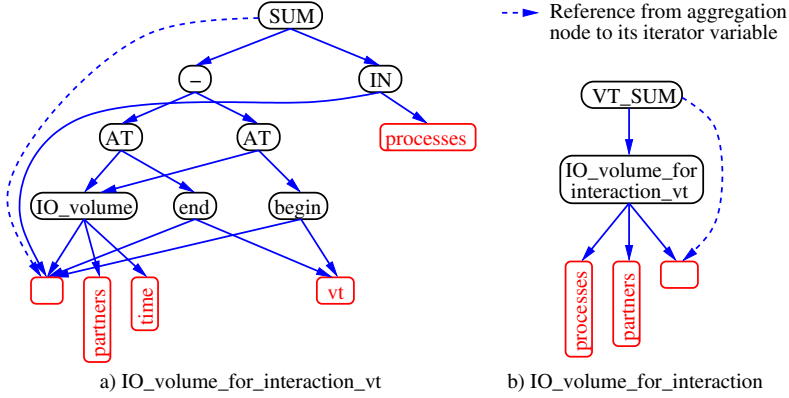 SUM
Reference from aggregation
node to its iterator variable
–
IN
VT_SUM
AT
AT
processes
IO_volume_for
interaction_vt
IO_volume
end
begin
partners
time
vt
processes
partners
a) IO_volume_for_interaction_vt
b) IO_volume_for_interaction